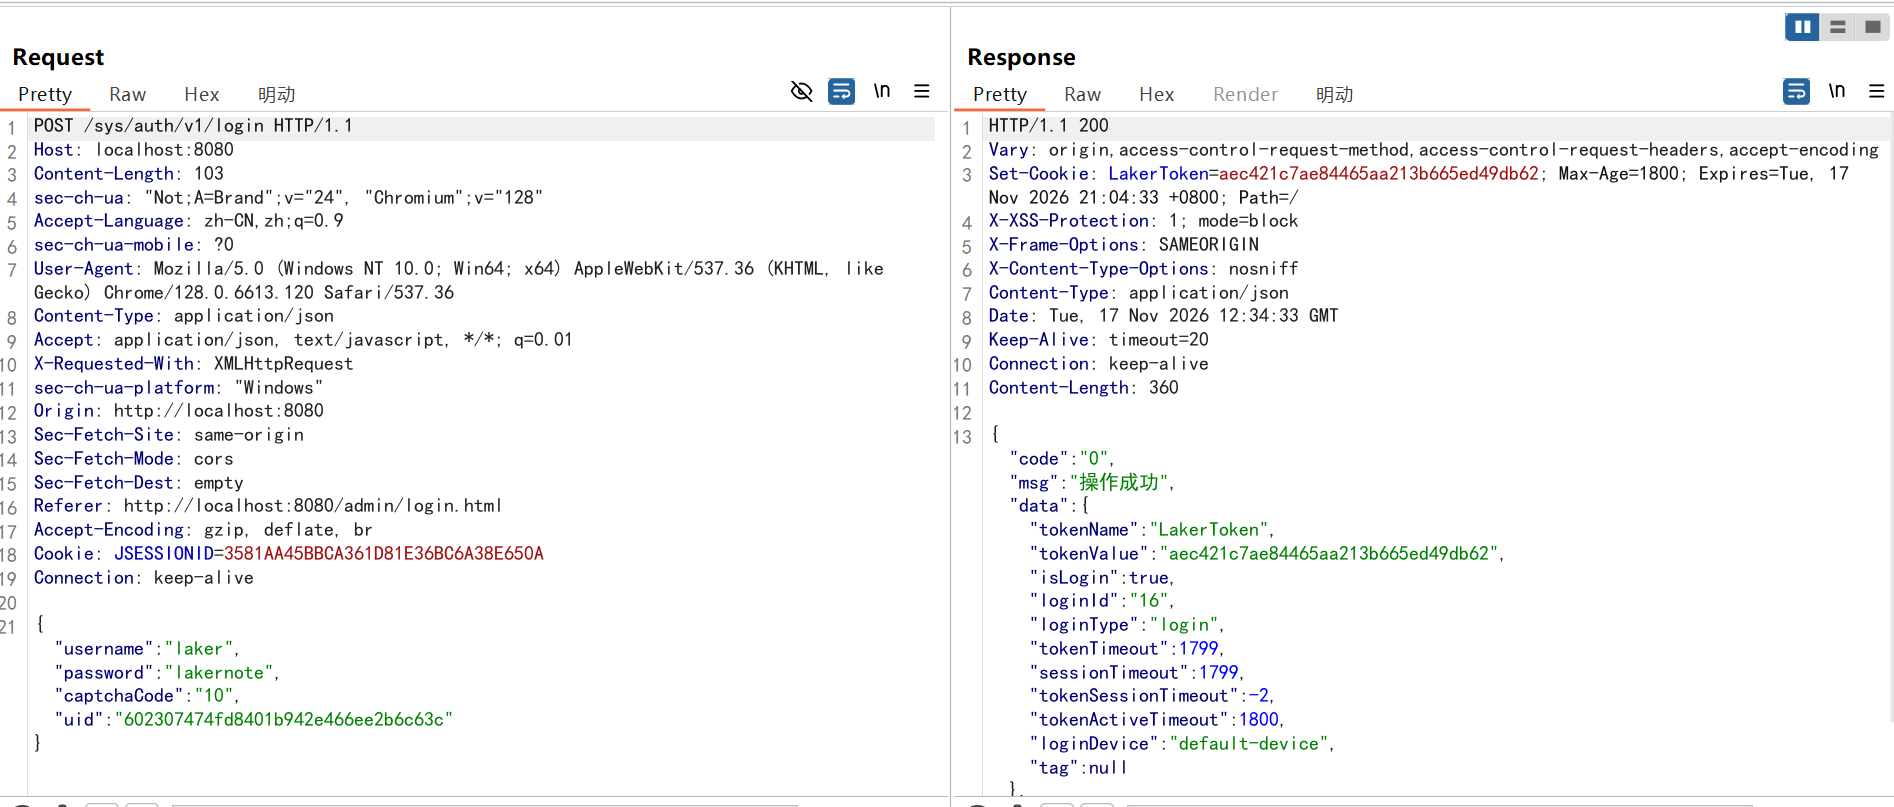 Request
Pretty Raw Hex 明动 \n
1 POST /sys/auth/v1/login HTTP/1.1
2 Host: localhost:8080
3 Content-Length: 103
4 sec-ch-ua: "Not;A=Brand";v="24", "Chromium";v="128"
5 Accept-Language: zh-CN,zh;q=0.9
6 sec-ch-ua-mobile: ?0
7 User-Agent: Mozilla/5.0 (Windows NT 10.0; Win64; x64) AppleWebKit/537.36 (KHTML, like
Gecko) Chrome/128.0.6613.120 Safari/537.36
8 Content-Type: application/json
9 Accept: application/json, text/javascript, */*; q=0.01
10 X-Requested-With: XMLHttpRequest
11 sec-ch-ua-platform: "Windows"
12 Origin: http://localhost:8080
13 Sec-Fetch-Site: same-origin
14 Sec-Fetch-Mode: cors
15 Sec-Fetch-Dest: empty
16 Referer: http://localhost:8080/admin/login.html
17 Accept-Encoding: gzip, deflate, br
18 Cookie: JSESSIONID=3581AA45BBCA361D81E36BC6A38E650A
19 Connection: keep-alive
20
21 {
"username":"laker",
"password":"lakernote",
"captchaCode":"10",
"uid":"602307474fd8401b942e466ee2b6c63c"
}
Response
Pretty Raw Hex Render 明动 \n
1 HTTP/1.1 200
2 Vary: origin,access-control-request-method,access-control-request-headers,accept-encoding
3 Set-Cookie: LakerToken=aec421c7ae84465aa213b665ed49db62; Max-Age=1800; Expires=Tue, 17
Nov 2026 21:04:33 +0800; Path=/
4 X-XSS-Protection: 1; mode=block
5 X-Frame-Options: SAMEORIGIN
6 X-Content-Type-Options: nosniff
7 Content-Type: application/json
8 Date: Tue, 17 Nov 2026 12:34:33 GMT
9 Keep-Alive: timeout=20
10 Connection: keep-alive
11 Content-Length: 360
12
13 {
"code":"0",
"msg":"操作成功",
"data":{
"tokenName":"LakerToken",
"tokenValue":"aec421c7ae84465aa213b665ed49db62",
"isLogin":true,
"loginId":"16",
"loginType":"login",
"tokenTimeout":1799,
"sessionTimeout":1799,
"tokenSessionTimeout":-2,
"tokenActiveTimeout":1800,
"loginDevice":"default-device",
"tag":null
},